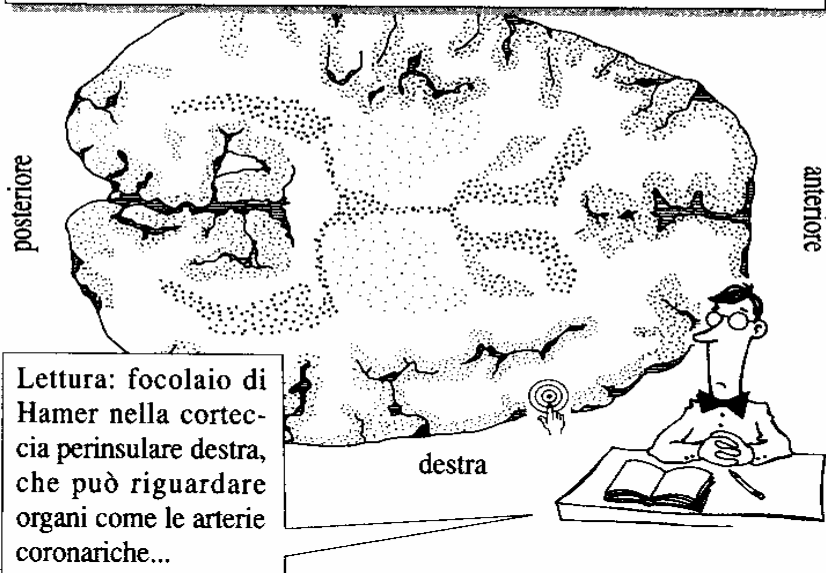 posteriore
anteriore
destra
Lettura: focolaio di
Hamer nella cortec-
cia perinsulare destra,
che può riguardare
organi come le arterie
coronariche...